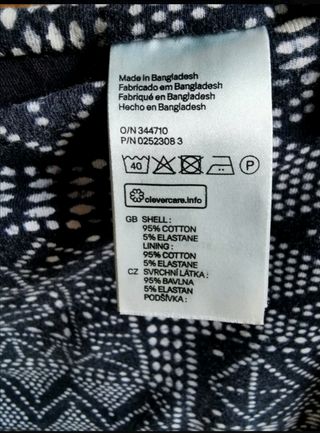 Made in Bangladesh
Fabricado em Bangladesh
Fabriqué en Bangladesh
Hecho en Bangladesh
O/N 344710
P/N 0252308 3
40 P
clevercare.info
GB SHELL:
95% COTTON
5% ELASTANE
LINING:
95% COTTON
5% ELASTANE
CZ SVRCHNÍ LÁTKA:
95% BAVLNA
5% ELASTAN
PODŠÍVKA: